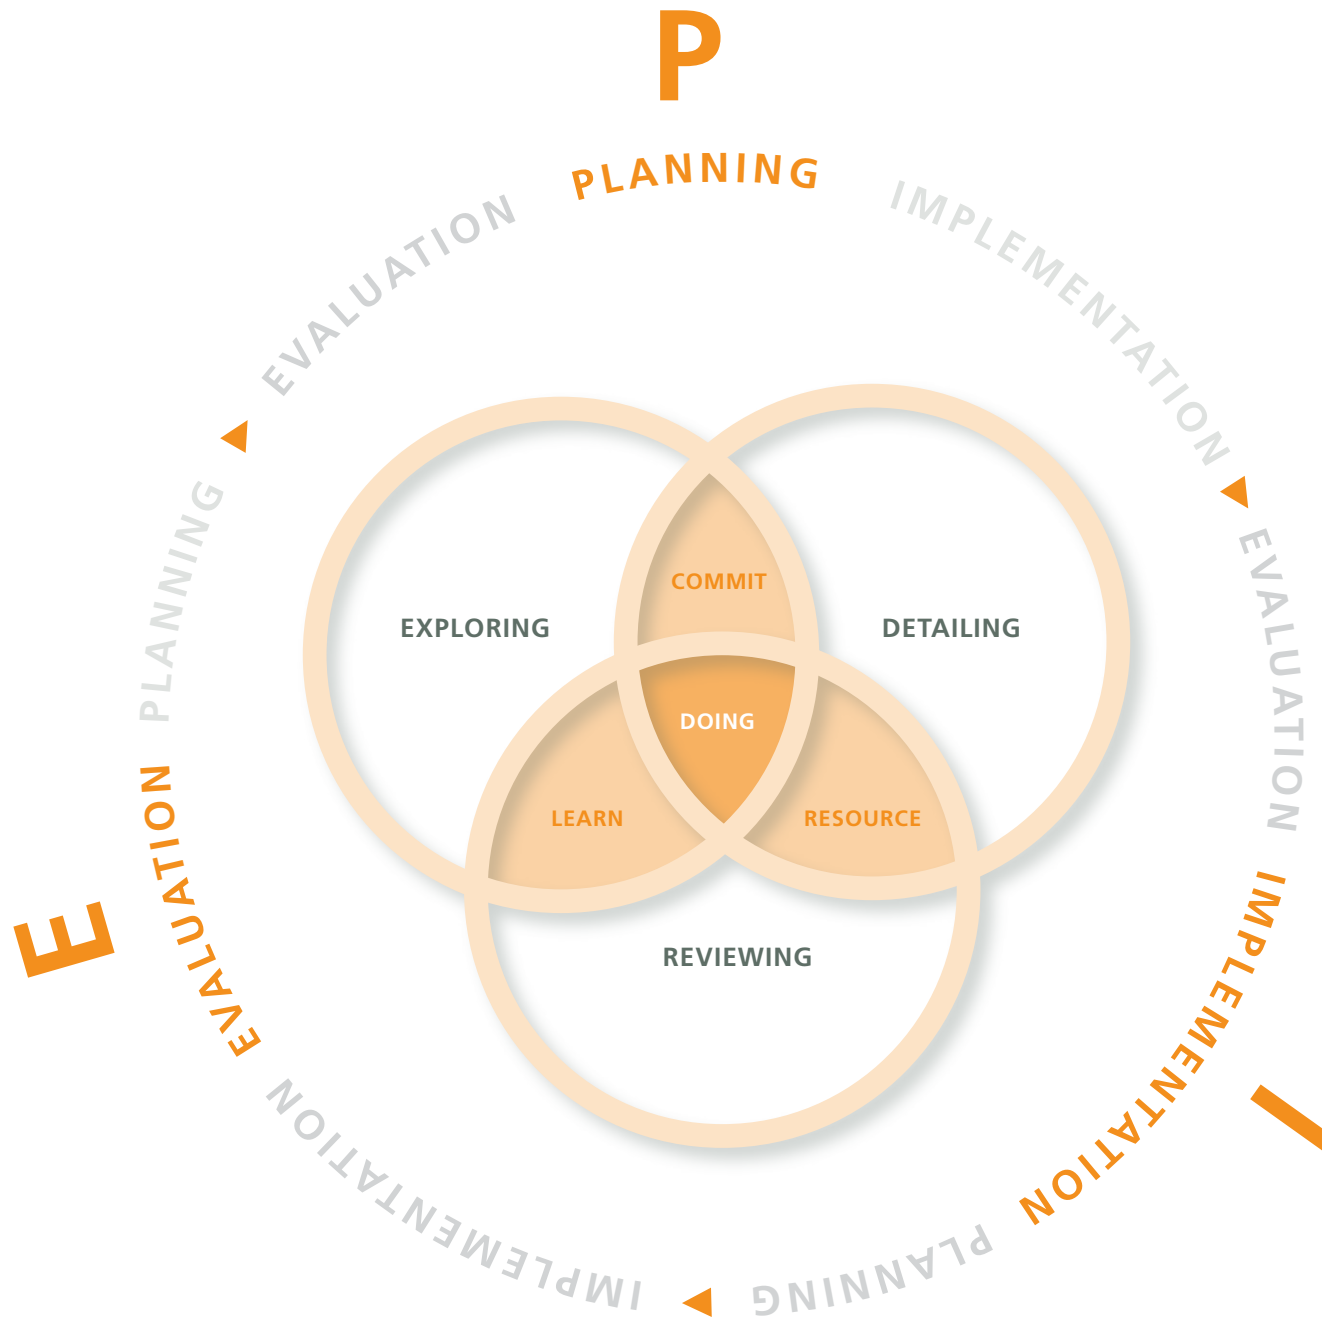 P
PLANNING
IMPLEMENTATION
EVALUATION
IMPLEMENTATION
I
PLANNING
IMPLEMENTATION
EVALUATION
E
PLANNING
EVALUATION
COMMIT
EXPLORING
DETAILING
DOING
LEARN
RESOURCE
REVIEWING